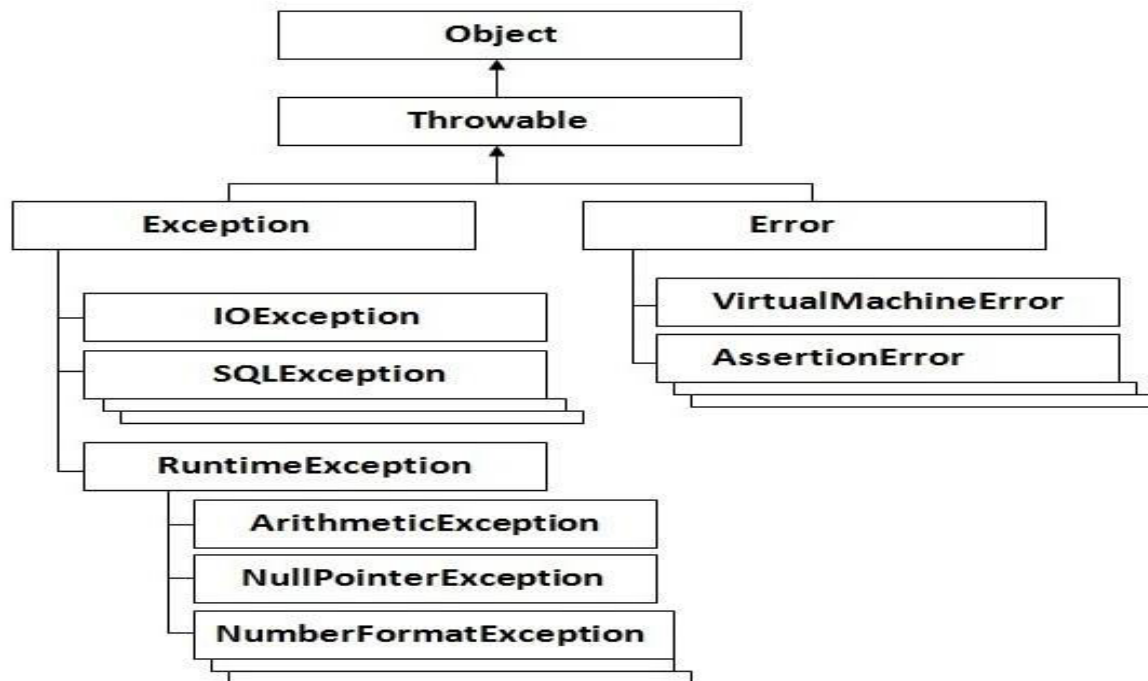 Object
Throwable
Exception
Error
IOException
VirtualMachineError
SQLException
AssertionError
RuntimeException
ArithmeticException
NullPointerException
NumberFormatException